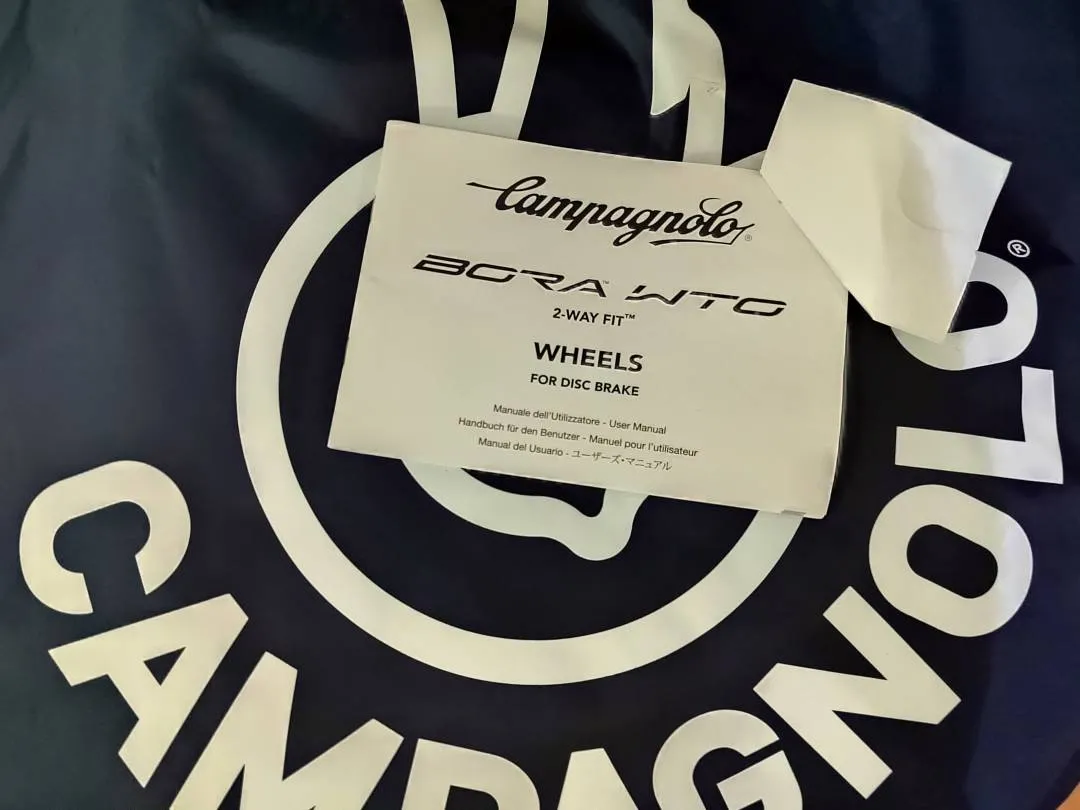 Campagnolo®
BORA™ WTO
2-WAY FIT™
WHEELS
FOR DISC BRAKE
Manuale dell'Utilizzatore - User Manual
Handbuch für den Benutzer - Manuel pour l'utilisateur
Manual del Usuario - ユーザーズ・マニュアル
CAMPAGNOLO®